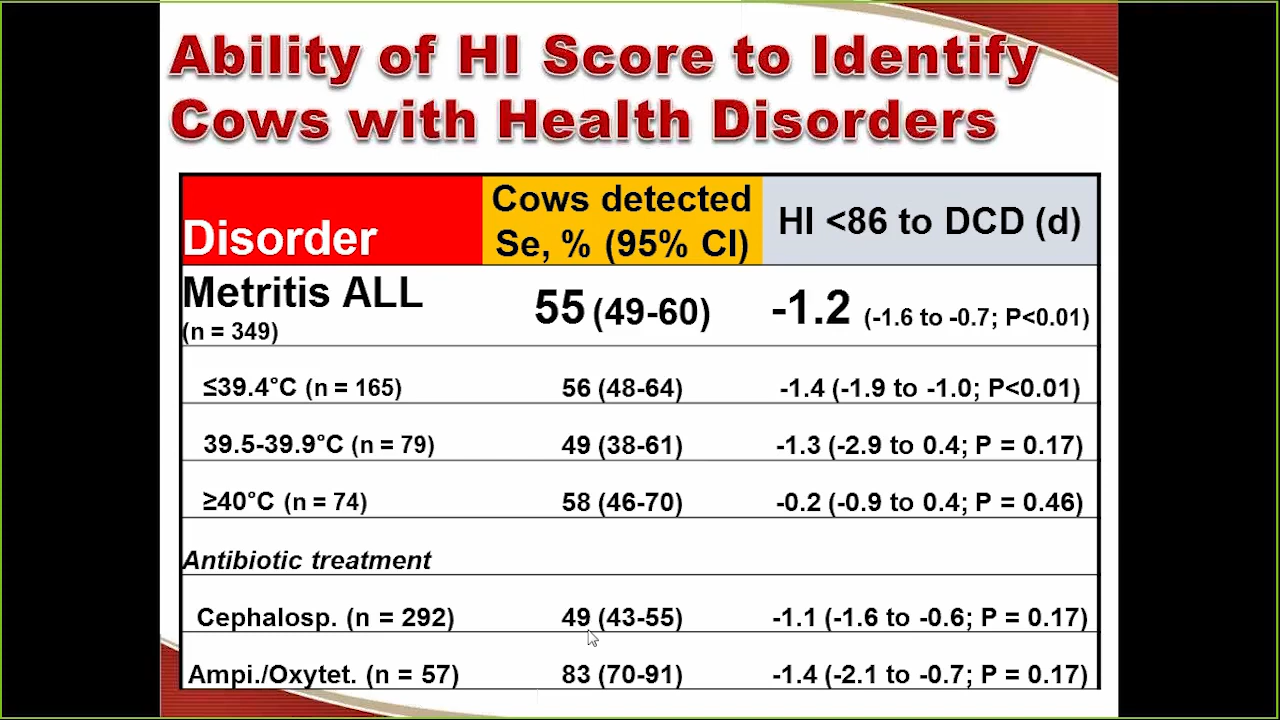 Ability of HI Score to Identify
Cows with Health Disorders
Disorder
Cows detected
Se, % (95% CI)
HI <86 to DCD (d)
Metritis ALL
(n = 349)
55 (49-60)
-1.2 (-1.6 to -0.7; P<0.01)
≤39.4°C (n = 165) 56 (48-64) -1.4 (-1.9 to -1.0; P<0.01)
39.5-39.9°C (n = 79) 49 (38-61) -1.3 (-2.9 to 0.4; P = 0.17)
≥40°C (n = 74) 58 (46-70) -0.2 (-0.9 to 0.4; P = 0.46)
Antibiotic treatment
Cephalosp. (n = 292) 49 (43-55) -1.1 (-1.6 to -0.6; P = 0.17)
Ampi./Oxytet. (n = 57) 83 (70-91) -1.4 (-2.1 to -0.7; P = 0.17)